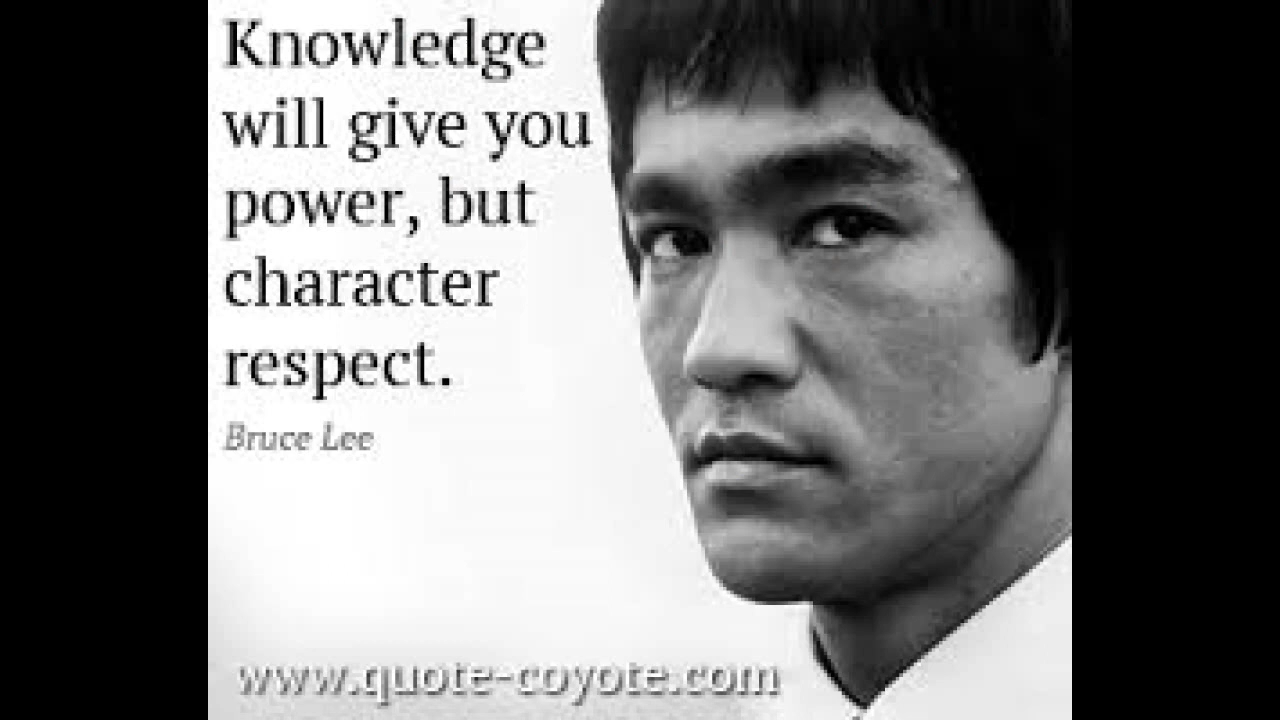 Knowledge
will give you
power, but
character
respect.
Bruce Lee
www.quote-coyote.com